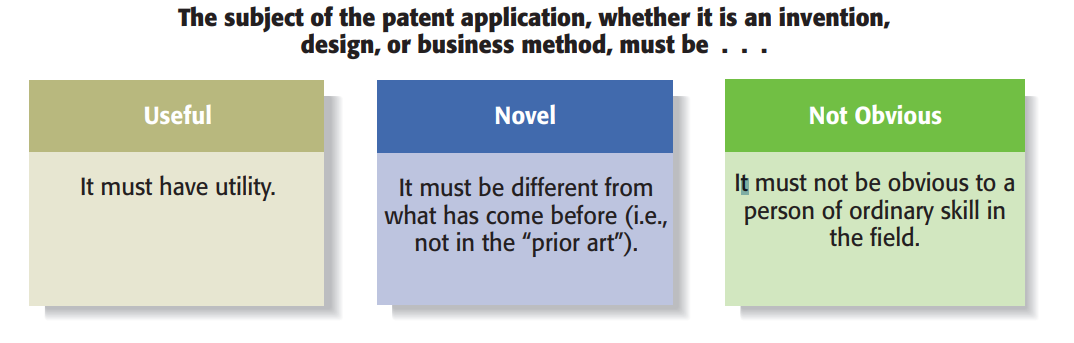 The subject of the patent application, whether it is an invention,
design, or business method, must be . . .
Useful
It must have utility.
Novel
It must be different from
what has come before (i.e.,
not in the “prior art”).
Not Obvious
It must not be obvious to a
person of ordinary skill in
the field.